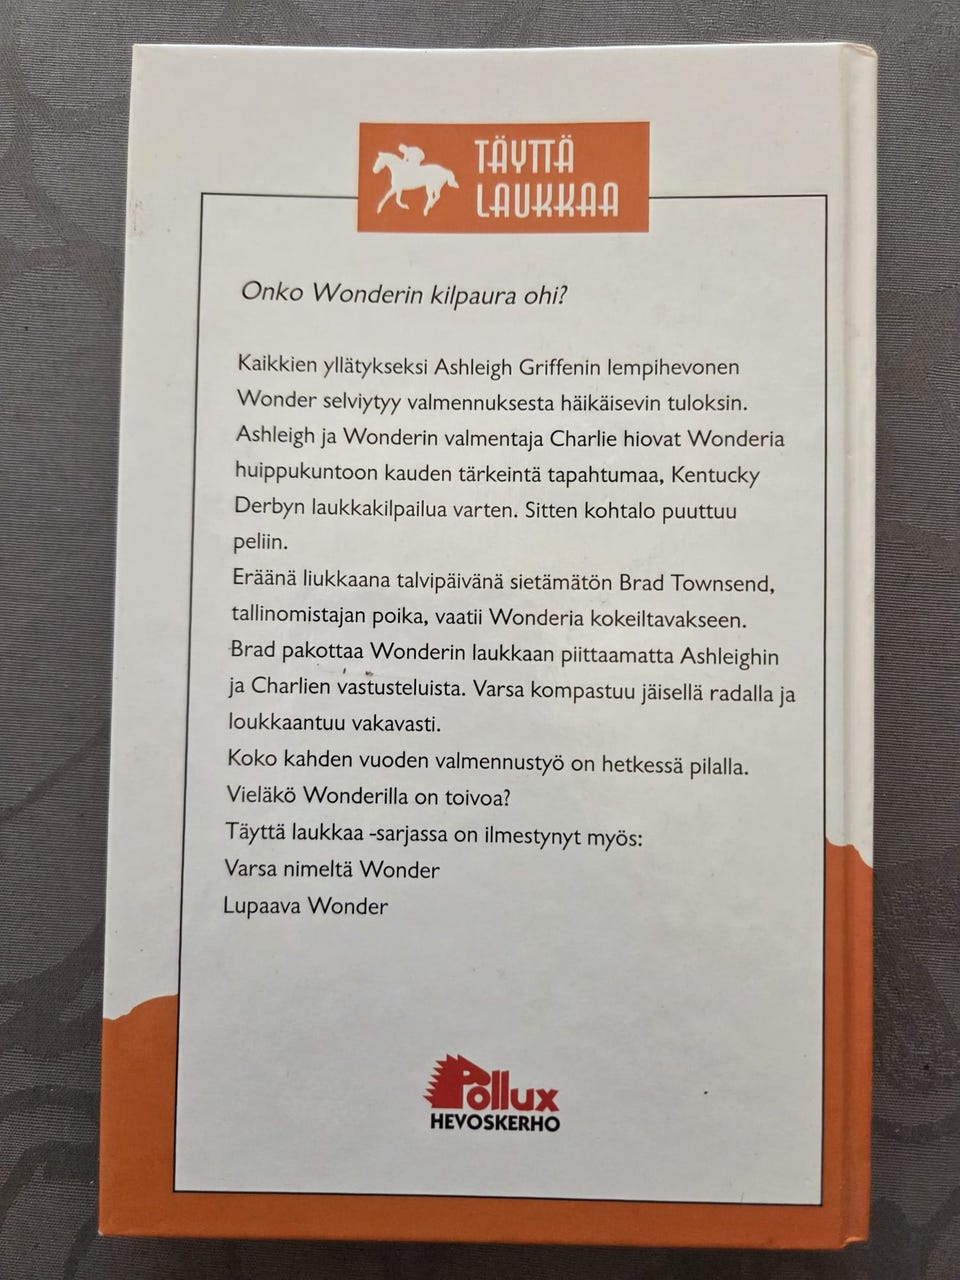 TÄYTTÄ
LAUKKAA
Onko Wonderin kilpaura ohi?
Kaikkien yllätykseksi Ashleigh Griffenin lempihevonen
Wonder selviytyy valmennuksesta häikäisevin tuloksin.
Ashleigh ja Wonderin valmentaja Charlie hiovat Wonderia
huippukuntoon kauden tärkeintä tapahtumaa, Kentucky
Derbyn laukkakilpailua varten. Sitten kohtalo puuttuu
peliin.
Eräänä liukkaana talvipäivänä sietämätön Brad Townsend,
tallinomistajan poika, vaatii Wonderia kokeiltavakseen.
Brad pakottaa Wonderin laukkaan piittaamatta Ashleighin
ja Charlien vastusteluista. Varsa kompastuu jäisellä radalla ja
loukkaantuu vakavasti.
Koko kahden vuoden valmennustyö on hetkessä pilalla.
Vieläkö Wonderilla on toivoa?
Täyttä laukkaa -sarjassa on ilmestynyt myös:
Varsa nimeltä Wonder
Lupaava Wonder
Pollux
HEVOSKERHO